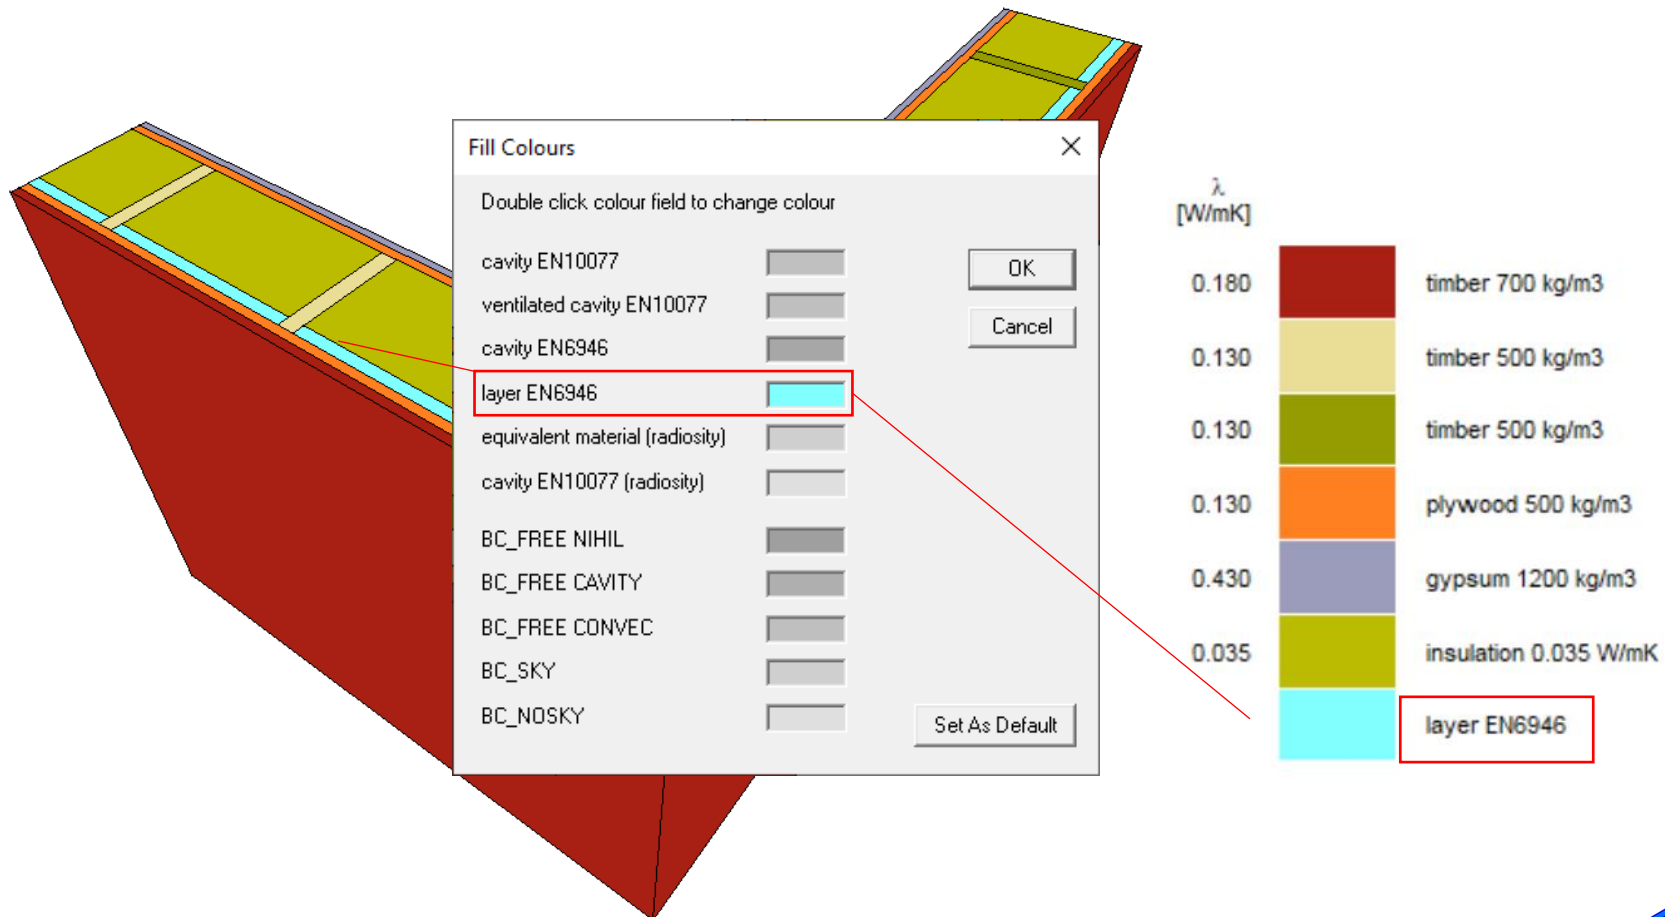 Fill Colours
Double click colour field to change colour
cavity EN10077
ventilated cavity EN10077
cavity EN6946
layer EN6946
equivalent material (radiosity)
cavity EN10077 (radiosity)
BC_FREE NIHIL
BC_FREE CAVITY
BC_FREE CONVEC
BC_SKY
BC_NOSKY
OK
Cancel
Set As Default
λ
[W/mK]
0.180 timber 700 kg/m3
0.130 timber 500 kg/m3
0.130 timber 500 kg/m3
0.130 plywood 500 kg/m3
0.430 gypsum 1200 kg/m3
0.035 insulation 0.035 W/mK
layer EN6946